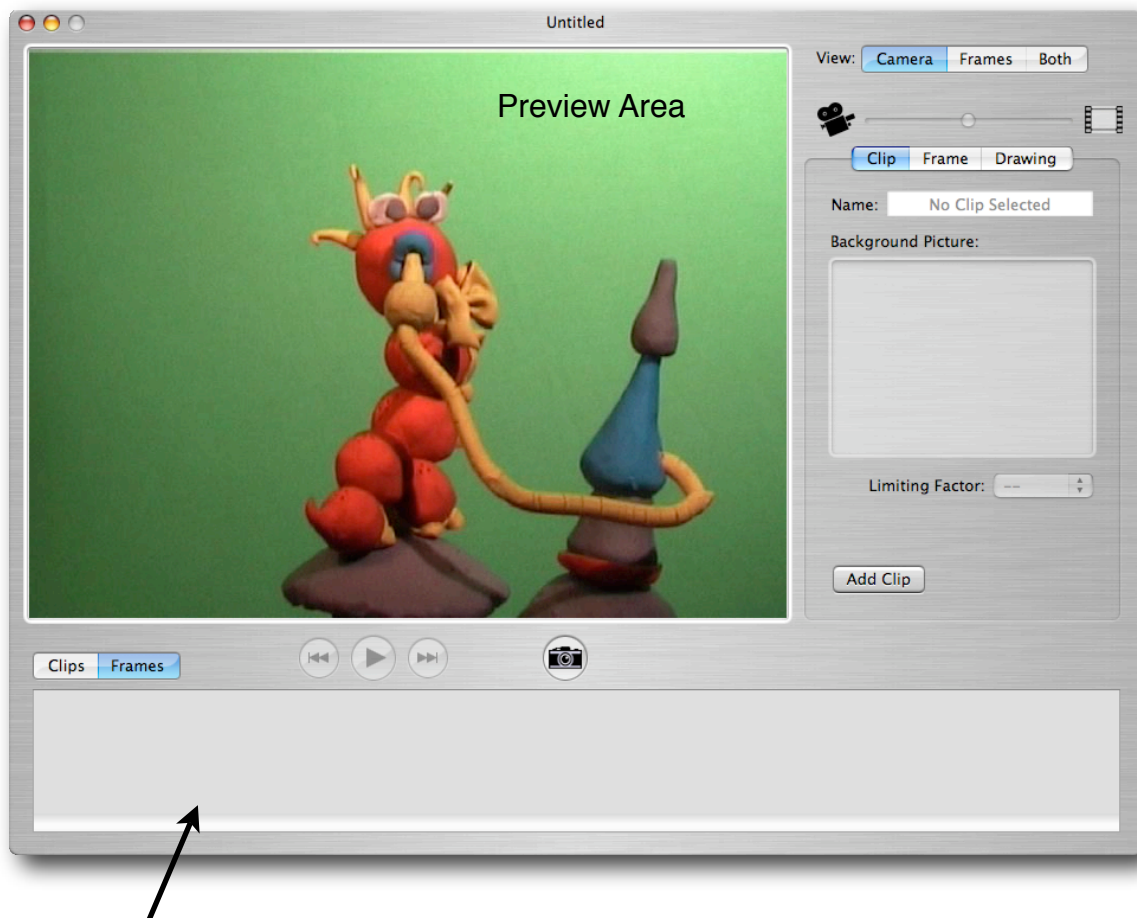 Untitled
Preview Area
View: Camera Frames Both
Clip Frame Drawing
Name: No Clip Selected
Background Picture:
Limiting Factor: --
Add Clip
Clips Frames